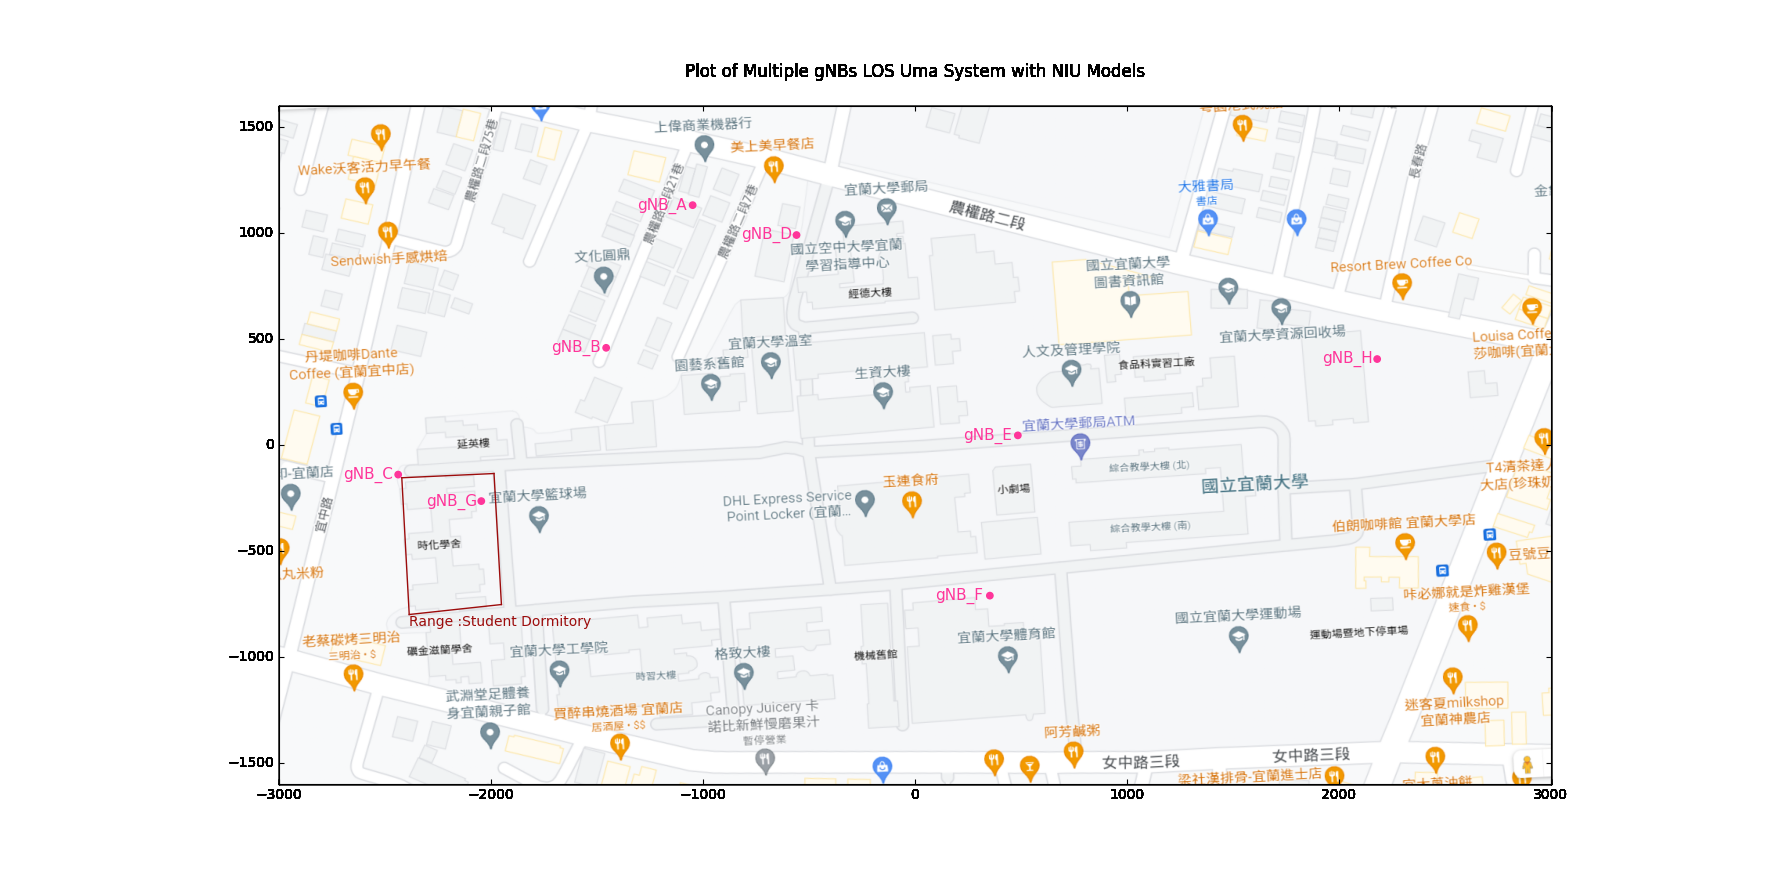 Plot of Multiple gNBs LOS Uma System with NIU Models
1500
1000
500
0
−500
−1000
−1500
−3000
−2000
−1000
0
1000
2000
3000
上偉商業機器行
美上美早餐店
Wake沃客活力早午餐
農權路二段75巷
gNB_A
農權路二段7巷
宜蘭大學郵局
農權路二段
大雅書局
書店
長春路
gNB_D
國立空中大學宜蘭
學習指導中心
Sendwish手感烘焙
文化圓鼎
經德大樓
國立宜蘭大學
圖書資訊館
Resort Brew Coffee Co
宜蘭大學資源回收場
Louisa Coffe
莎咖啡(宜蘭
丹堤咖啡Dante
Coffee (宜蘭宜中店)
gNB_B
宜蘭大學溫室
園藝系舊館
生資大樓
人文及管理學院
食品科實習工廠
gNB_H
延英樓
gNB_E
宜蘭大學郵局ATM
綜合教學大樓 (北)
-宜蘭店
gNB_C
gNB_G
宜蘭大學籃球場
DHL Express Service
Point Locker (宜蘭...
玉連食府
小劇場
國立宜蘭大學
T4清茶達人
大店(珍珠奶
宜中路
時化學舍
綜合教學大樓 (南)
伯朗咖啡館 宜蘭大學店
豆號豆
丸米粉
gNB_F
咔必娜就是炸雞漢堡
速食・$
Range :Student Dormitory
老蔡碳烤三明治
三明治・$
礦金滋蘭學舍
宜蘭大學工學院
時習大樓
格致大樓
機械舊館
宜蘭大學體育館
國立宜蘭大學運動場
運動場暨地下停車場
武淵堂足體養
身宜蘭親子館
買醉串燒酒場 宜蘭店
居酒屋・$$
Canopy Juicery 卡
諾比新鮮慢磨果汁
暫停營業
阿芳鹹粥
女中路三段
女中路三段
迷客夏milkshop
宜蘭神農店
梁社漢排骨-宜蘭進士店